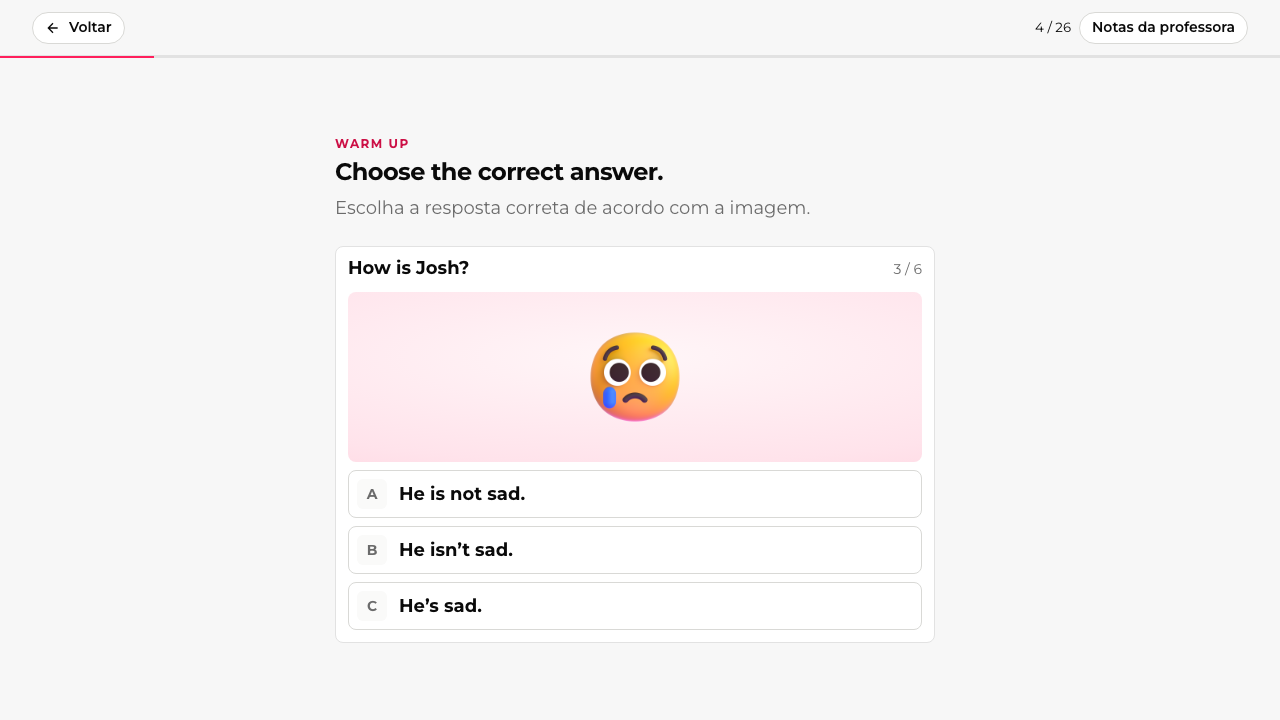 Voltar
4 / 26
Notas da professora
WARM UP
Choose the correct answer.
Escolha a resposta correta de acordo com a imagem.
How is Josh?
3 / 6
A
He is not sad.
B
He isn’t sad.
C
He’s sad.